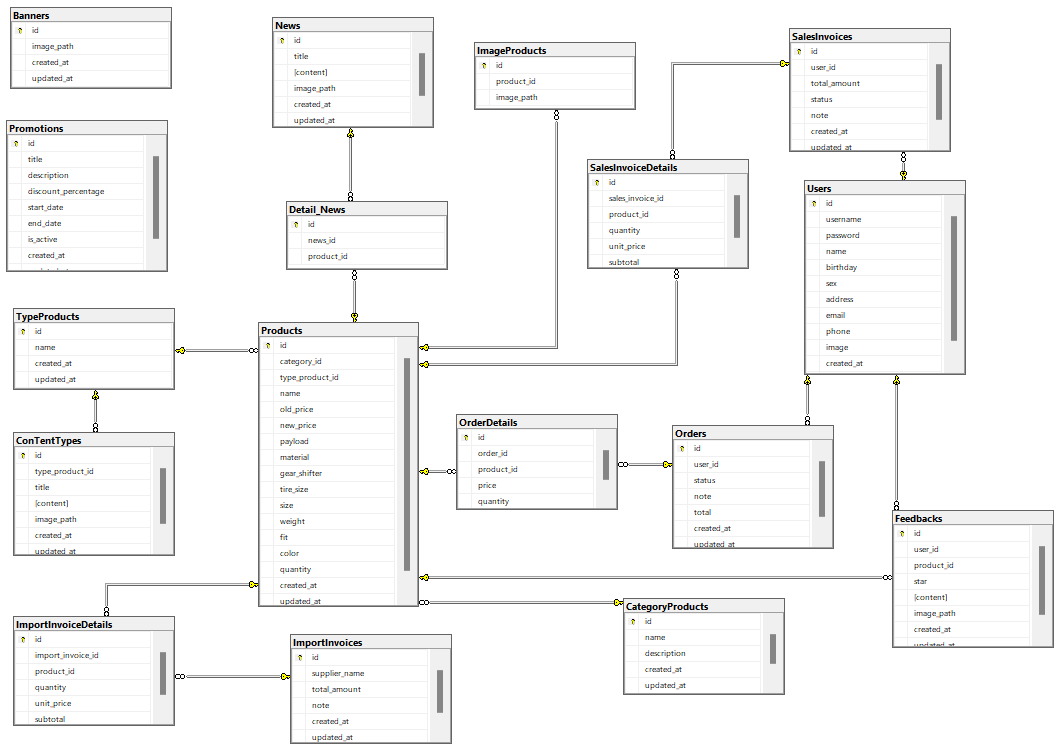 Banners
id
image_path
created_at
updated_at
News
id
title
[content]
image_path
created_at
updated_at
ImageProducts
id
product_id
image_path
SalesInvoices
id
user_id
total_amount
status
note
created_at
updated_at
Promotions
id
title
description
discount_percentage
start_date
end_date
is_active
created_at
Detail_News
id
news_id
product_id
SalesInvoiceDetails
id
sales_invoice_id
product_id
quantity
unit_price
subtotal
Users
id
username
password
name
birthday
sex
address
email
phone
image
created_at
TypeProducts
id
name
created_at
updated_at
Products
id
category_id
type_product_id
name
old_price
new_price
payload
material
gear_shifter
tire_size
size
weight
fit
color
quantity
created_at
updated_at
ConTentTypes
id
type_product_id
title
[content]
image_path
created_at
updated_at
OrderDetails
id
order_id
product_id
price
quantity
Orders
id
user_id
status
note
total
created_at
updated_at
Feedbacks
id
user_id
product_id
star
[content]
image_path
created_at
updated_at
ImportInvoiceDetails
id
import_invoice_id
product_id
quantity
unit_price
subtotal
ImportInvoices
id
supplier_name
total_amount
note
created_at
updated_at
CategoryProducts
id
name
description
created_at
updated_at